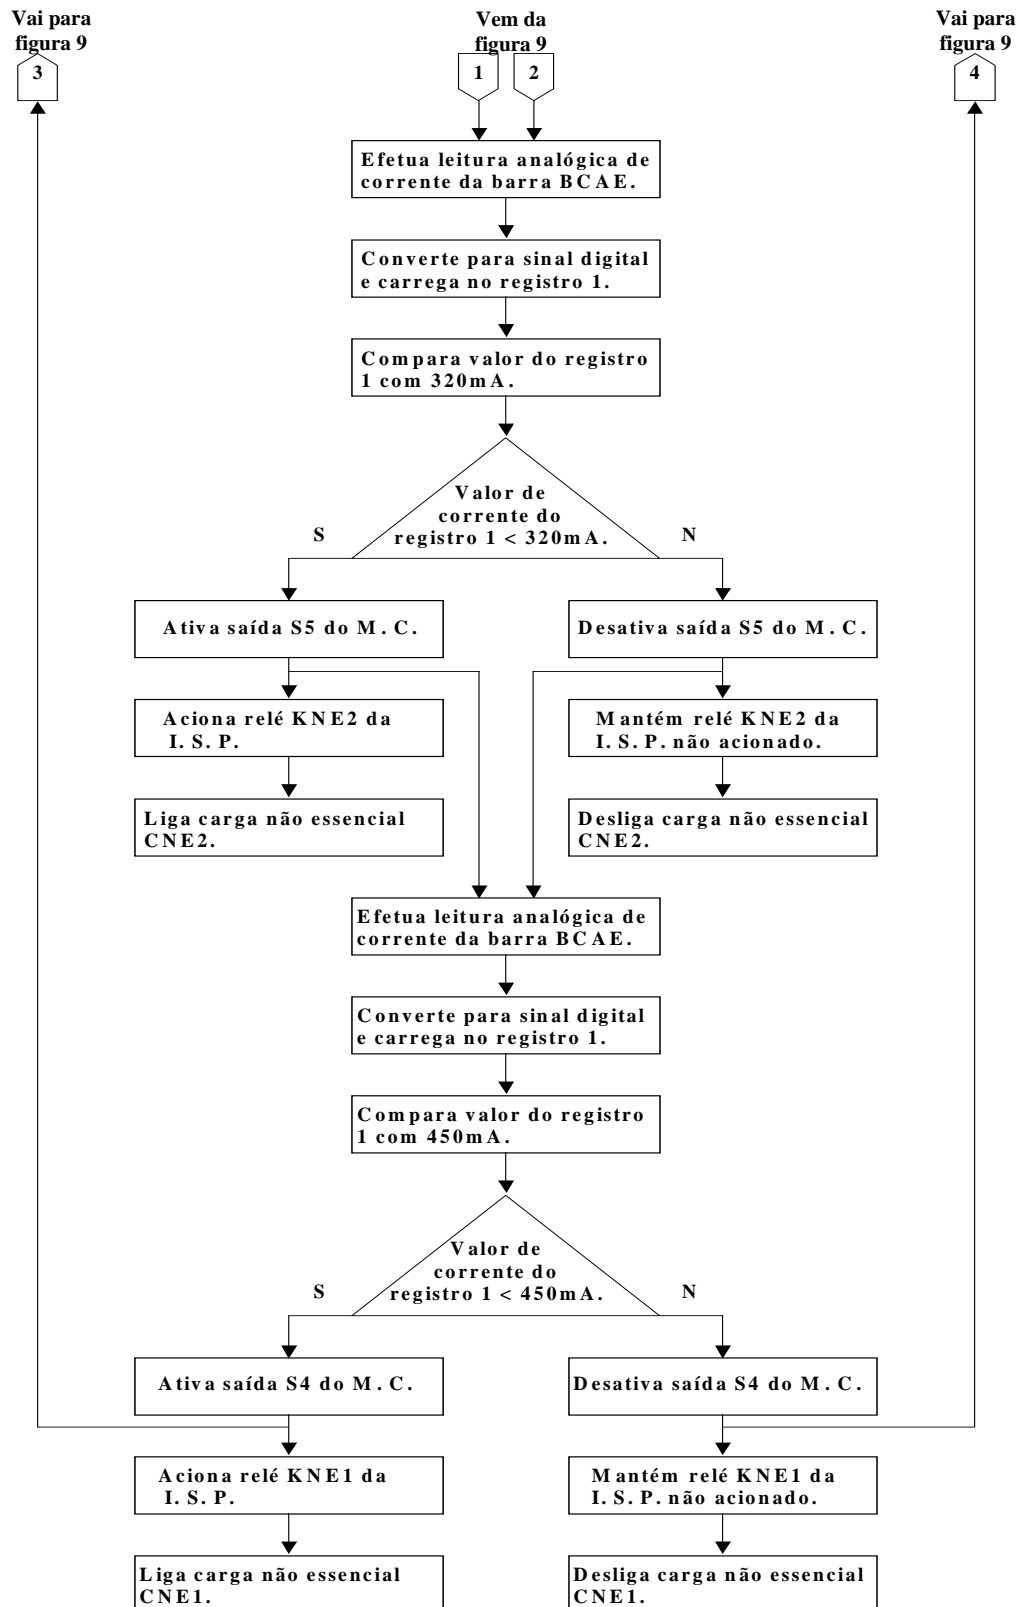 Vai para
figura 9
3
Vem da
figura 9
1 2
Vai para
figura 9
4
Efetua leitura analógica de
corrente da barra BCAE.
Converte para sinal digital
e carrega no registro 1.
Compara valor do registro
1 com 320mA.
Valor de
corrente do
registro 1 < 320mA.
S
N
Ativa saída S5 do M. C.
Desativa saída S5 do M. C.
Aciona relé KNE2 da
I. S. P.
Mantém relé KNE2 da
I. S. P. não acionado.
Liga carga não essencial
CNE2.
Desliga carga não essencial
CNE2.
Efetua leitura analógica de
corrente da barra BCAE.
Converte para sinal digital
e carrega no registro 1.
Compara valor do registro
1 com 450mA.
Valor de
corrente do
registro 1 < 450mA.
S
N
Ativa saída S4 do M. C.
Desativa saída S4 do M. C.
Aciona relé KNE1 da
I. S. P.
Mantém relé KNE1 da
I. S. P. não acionado.
Liga carga não essencial
CNE1.
Desliga carga não essencial
CNE1.